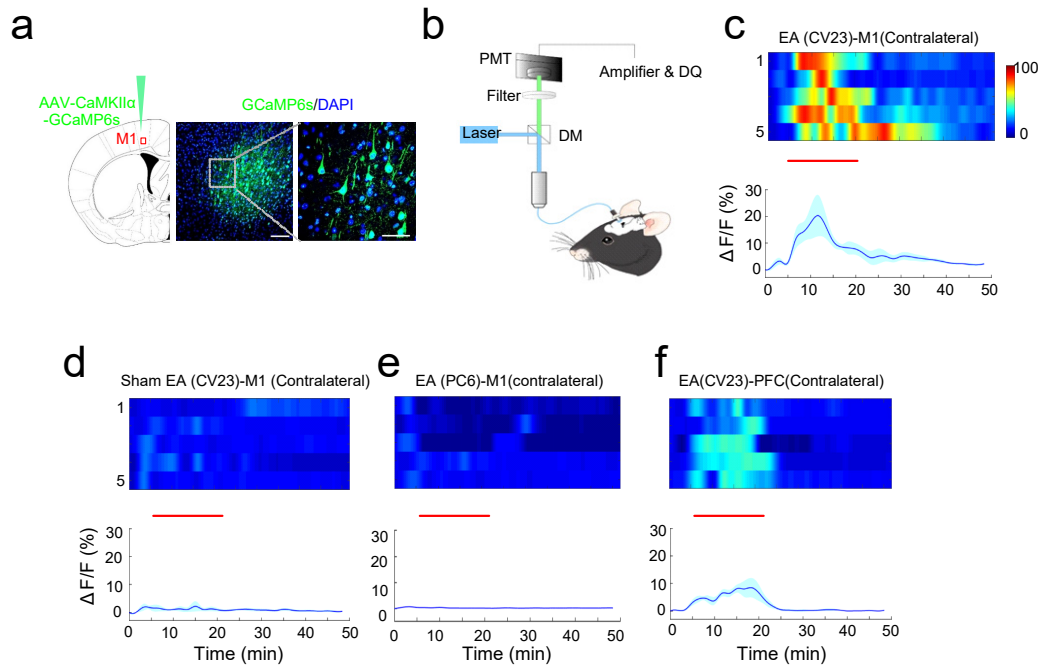 a
AAV-CaMKIIα
-GCaMP6s
M1
GCaMP6s/DAPI
b
PMT
Amplifier & DQ
Filter
Laser
DM
c
EA (CV23)-M1(Contralateral)
1
5
100
0
ΔF/F (%)
30
20
10
0
0 10 20 30 40 50
Time (min)
d
Sham EA (CV23)-M1 (Contralateral)
1
5
ΔF/F (%)
30
20
10
0
0 10 20 30 40 50
Time (min)
e
EA (PC6)-M1(contralateral)
30
20
10
0
0 10 20 30 40 50
Time (min)
f
EA(CV23)-PFC(Contralateral)
30
20
10
0
0 10 20 30 40 50
Time (min)